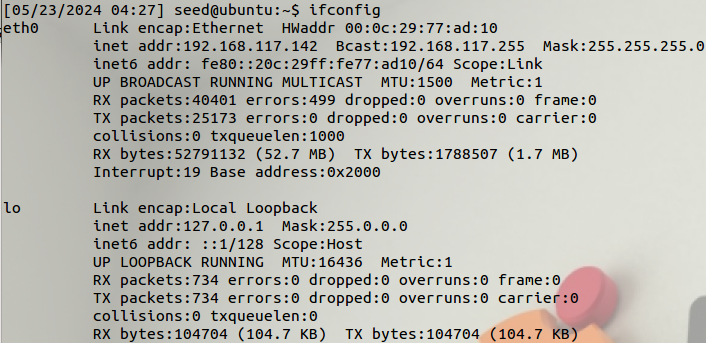 [05/23/2024 04:27] seed@ubuntu:~$ ifconfig
eth0 Link encap:Ethernet HWaddr 00:0c:29:77:ad:10
inet addr:192.168.117.142 Bcast:192.168.117.255 Mask:255.255.255.0
inet6 addr: fe80::20c:29ff:fe77:ad10/64 Scope:Link
UP BROADCAST RUNNING MULTICAST MTU:1500 Metric:1
RX packets:40401 errors:499 dropped:0 overruns:0 frame:0
TX packets:25173 errors:0 dropped:0 overruns:0 carrier:0
collisions:0 txqueuelen:1000
RX bytes:52791132 (52.7 MB) TX bytes:1788507 (1.7 MB)
Interrupt:19 Base address:0x2000
lo Link encap:Local Loopback
inet addr:127.0.0.1 Mask:255.0.0.0
inet6 addr: ::1/128 Scope:Host
UP LOOPBACK RUNNING MTU:16436 Metric:1
RX packets:734 errors:0 dropped:0 overruns:0 frame:0
TX packets:734 errors:0 dropped:0 overruns:0 carrier:0
collisions:0 txqueuelen:0
RX bytes:104704 (104.7 KB) TX bytes:104704 (104.7 KB)